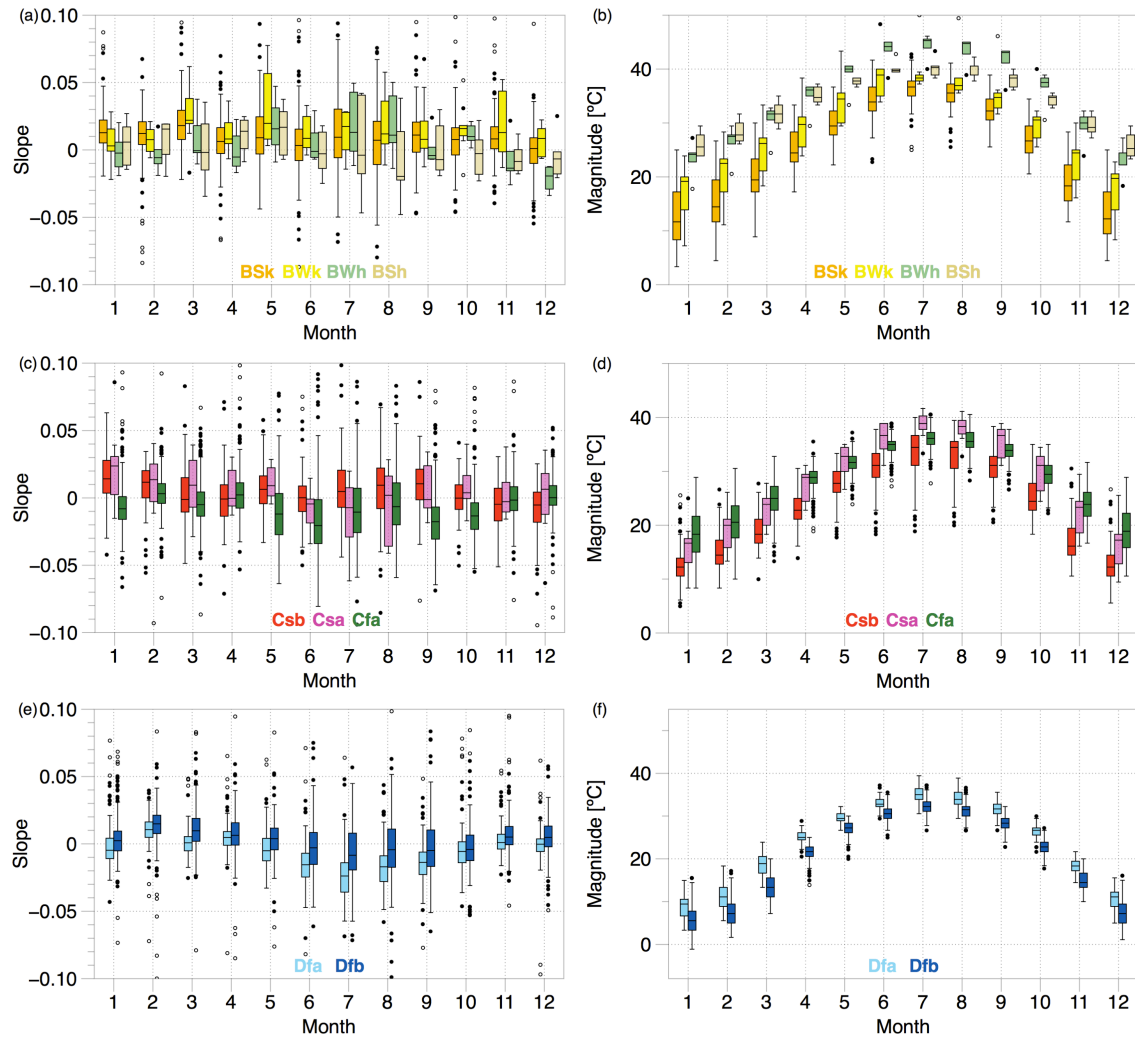 (a) 0.10
0.05
0
−0.05
−0.10
Slope
BSk BWk BWh BSh
1 2 3 4 5 6 7 8 9 10 11 12
Month
(b)
40
20
0
Magnitude [ºC]
BSk BWk BWh BSh
1 2 3 4 5 6 7 8 9 10 11 12
Month
(c) 0.10
0.05
0
−0.05
−0.10
Slope
Csb Csa Cfa
1 2 3 4 5 6 7 8 9 10 11 12
Month
(d)
40
20
0
Magnitude [ºC]
Csb Csa Cfa
1 2 3 4 5 6 7 8 9 10 11 12
Month
(e) 0.10
0.05
0
−0.05
−0.10
Slope
Dfa Dfb
1 2 3 4 5 6 7 8 9 10 11 12
Month
(f)
40
20
0
Magnitude [ºC]
Dfa Dfb
1 2 3 4 5 6 7 8 9 10 11 12
Month